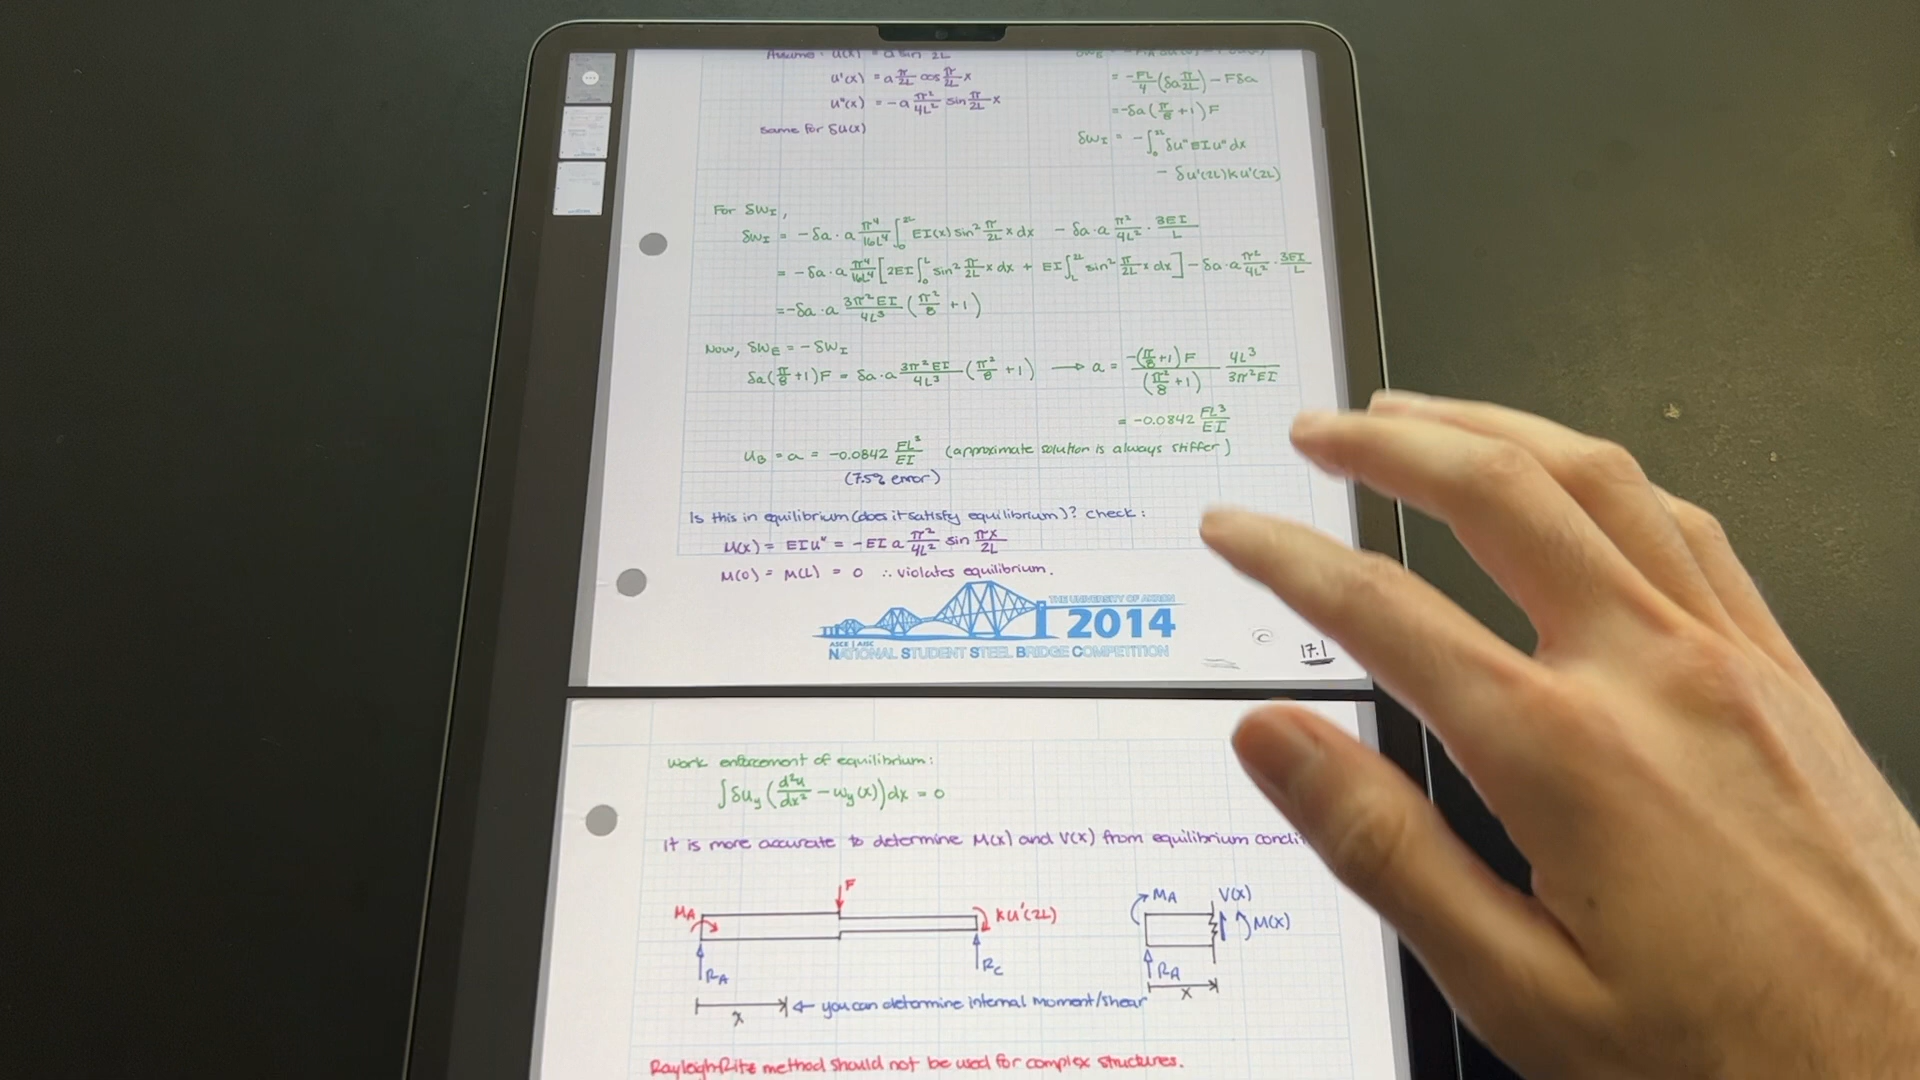 Assume: u(x) = a sin 2L
u'(x) = a π/2L cos π/2L x
u"(x) = -a π²/4L² sin π/2L x
same for δu(x)
= -FL/4 (δa π/2L) - Fδa
= -δa (π/8 + 1) F
δW_I = -∫₀²ᴸ δu" EI u" dx
- δu'(2L) k u'(2L)
For δW_I,
δW_I = -δa · a π⁴/16L⁴ ∫₀²ᴸ EI(x) sin² π/2L x dx - δa · a π²/4L² · 3EI/L
= -δa · a π⁴/16L⁴ [2EI ∫₀ᴸ sin² π/2L x dx + EI ∫_L²ᴸ sin² π/2L x dx] - δa · a π²/4L² · 3EI/L
= -δa · a 3π²EI/4L³ (π²/8 + 1)
Now, δW_E = -δW_I
δa (π/8 + 1) F = δa · a 3π²EI/4L³ (π²/8 + 1) → a = -(π/8 + 1) F/(π²/8 + 1) 4L³/3π²EI
= -0.0842 FL³/EI
u_B = a = -0.0842 FL³/EI (approximate solution is always stiffer)
(7.5% error)
Is this in equilibrium (does it satisfy equilibrium)? check:
M(x) = EIu" = -EI a π²/4L² sin πx/2L
M(0) = M(L) = 0 ∴ violates equilibrium.
THE UNIVERSITY OF AKRON
2014
ASCE | AISC
NATIONAL STUDENT STEEL BRIDGE COMPETITION
17.1
Work enforcement of equilibrium:
∫ δu_y (d²u/dx² - w_y(x)) dx = 0
It is more accurate to determine M(x) and V(x) from equilibrium condi
F
M_A
ku'(2L)
R_A
R_C
M_A
V(x)
M(x)
R_A
x
x
← you can determine internal moment/shear
Rayleigh-Ritz method should not be used for complex structures.